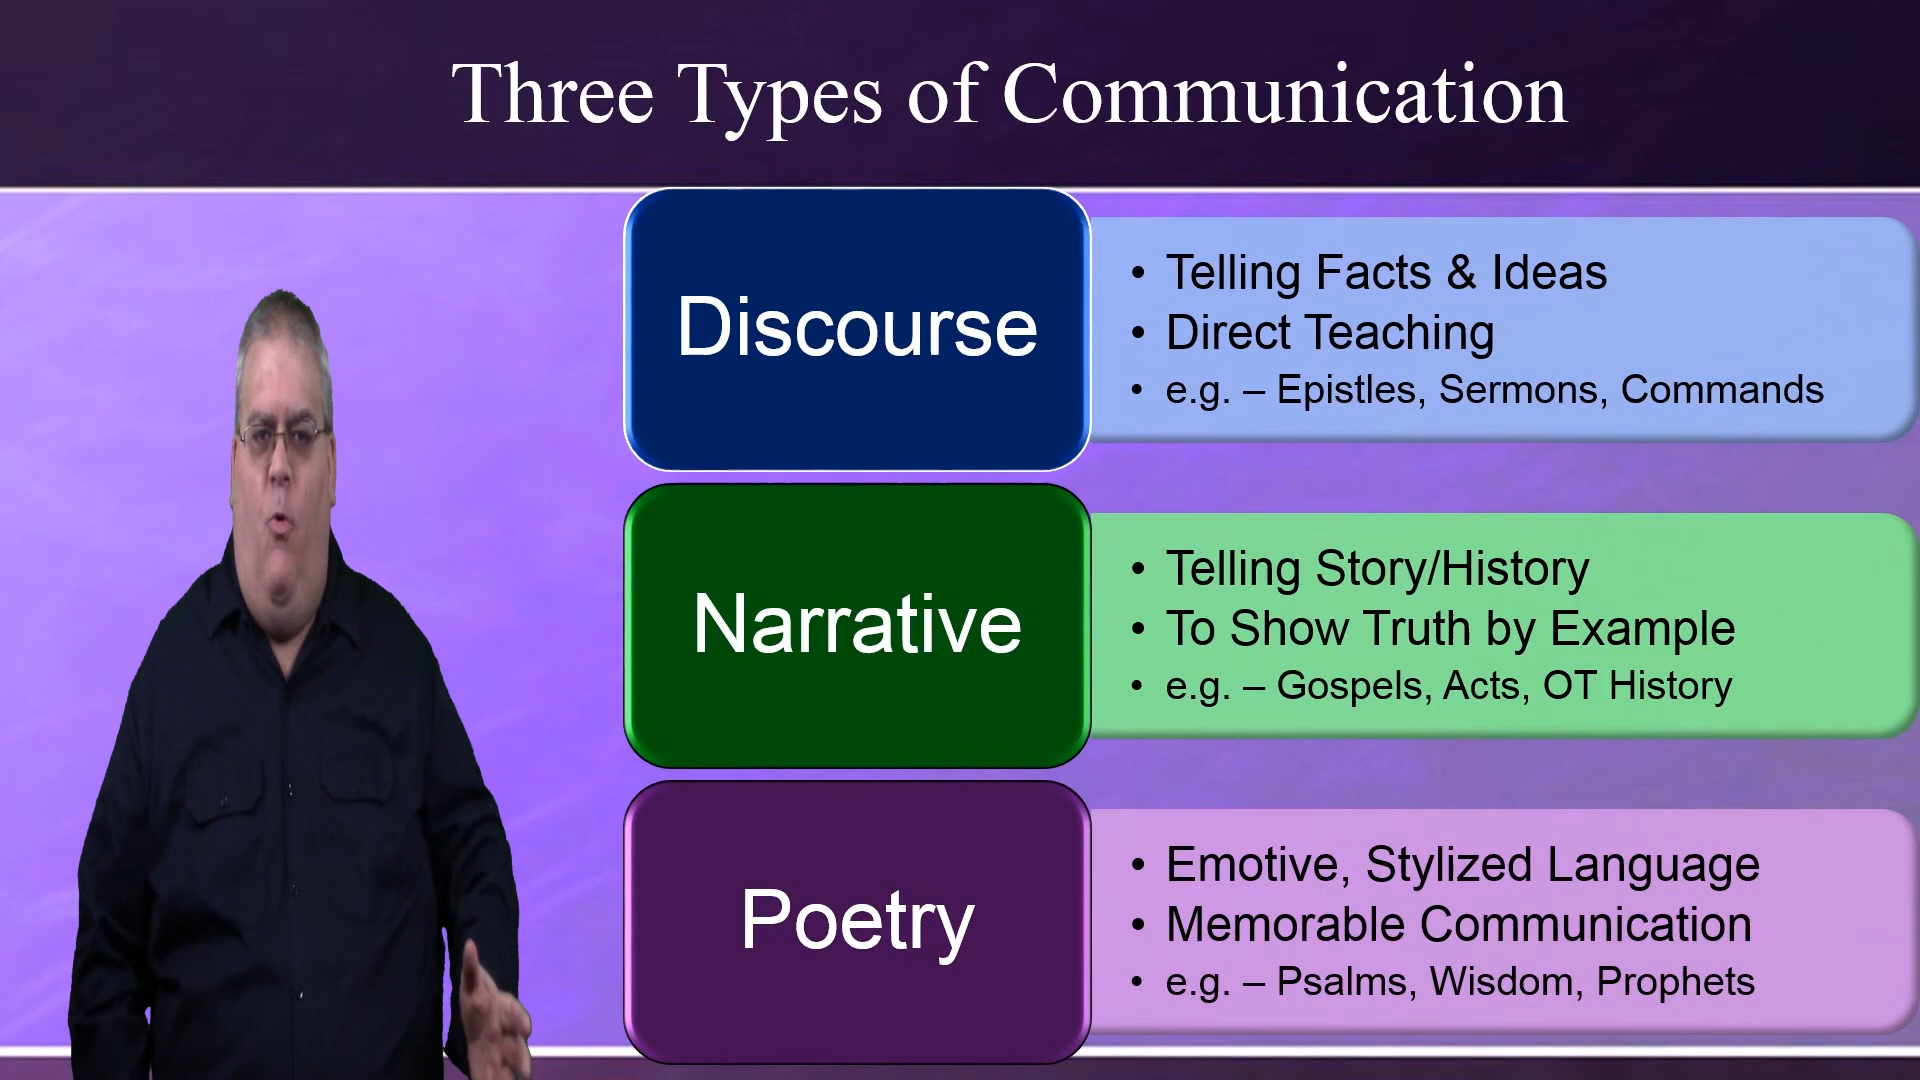 Three Types of Communication
Discourse
• Telling Facts & Ideas
• Direct Teaching
• e.g. – Epistles, Sermons, Commands
Narrative
• Telling Story/History
• To Show Truth by Example
• e.g. – Gospels, Acts, OT History
Poetry
• Emotive, Stylized Language
• Memorable Communication
• e.g. – Psalms, Wisdom, Prophets